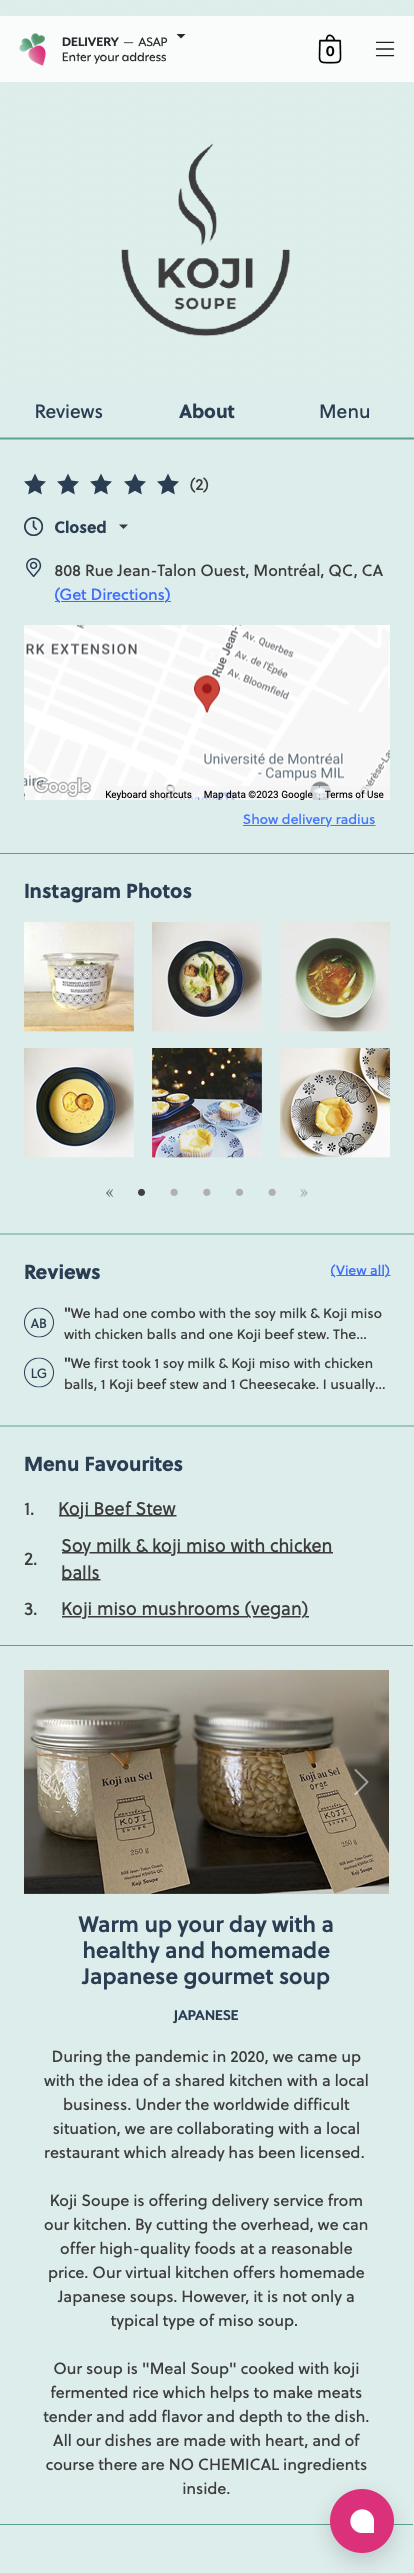 DELIVERY — ASAP
Enter your address
0
KOJI
SOUPE
Reviews
About
Menu
(2)
Closed
808 Rue Jean-Talon Ouest, Montréal, QC, CA
(Get Directions)
RK EXTENSION
Rue Jean-
Av. Querbes
Av. de l'Épée
Av. Bloomfield
Université de Montréal
- Campus MIL
Google
Keyboard shortcuts
Map data ©2023 Google
Terms of Use
Show delivery radius
Instagram Photos
« »
Reviews
(View all)
AB
"We had one combo with the soy milk & Koji miso
with chicken balls and one Koji beef stew. The...
LG
"We first took 1 soy milk & Koji miso with chicken
balls, 1 Koji beef stew and 1 Cheesecake. I usually...
Menu Favourites
1. Koji Beef Stew
2. Soy milk & koji miso with chicken
balls
3. Koji miso mushrooms (vegan)
Koji au Sel
KOJI
SOUPE
250 g
Koji Soupe
Koji au Sel
orge
KOJI
SOUPE
250 g
Koji Soupe
Warm up your day with a
healthy and homemade
Japanese gourmet soup
JAPANESE
During the pandemic in 2020, we came up
with the idea of a shared kitchen with a local
business. Under the worldwide difficult
situation, we are collaborating with a local
restaurant which already has been licensed.
Koji Soupe is offering delivery service from
our kitchen. By cutting the overhead, we can
offer high-quality foods at a reasonable
price. Our virtual kitchen offers homemade
Japanese soups. However, it is not only a
typical type of miso soup.
Our soup is "Meal Soup" cooked with koji
fermented rice which helps to make meats
tender and add flavor and depth to the dish.
All our dishes are made with heart, and of
course there are NO CHEMICAL ingredients
inside.